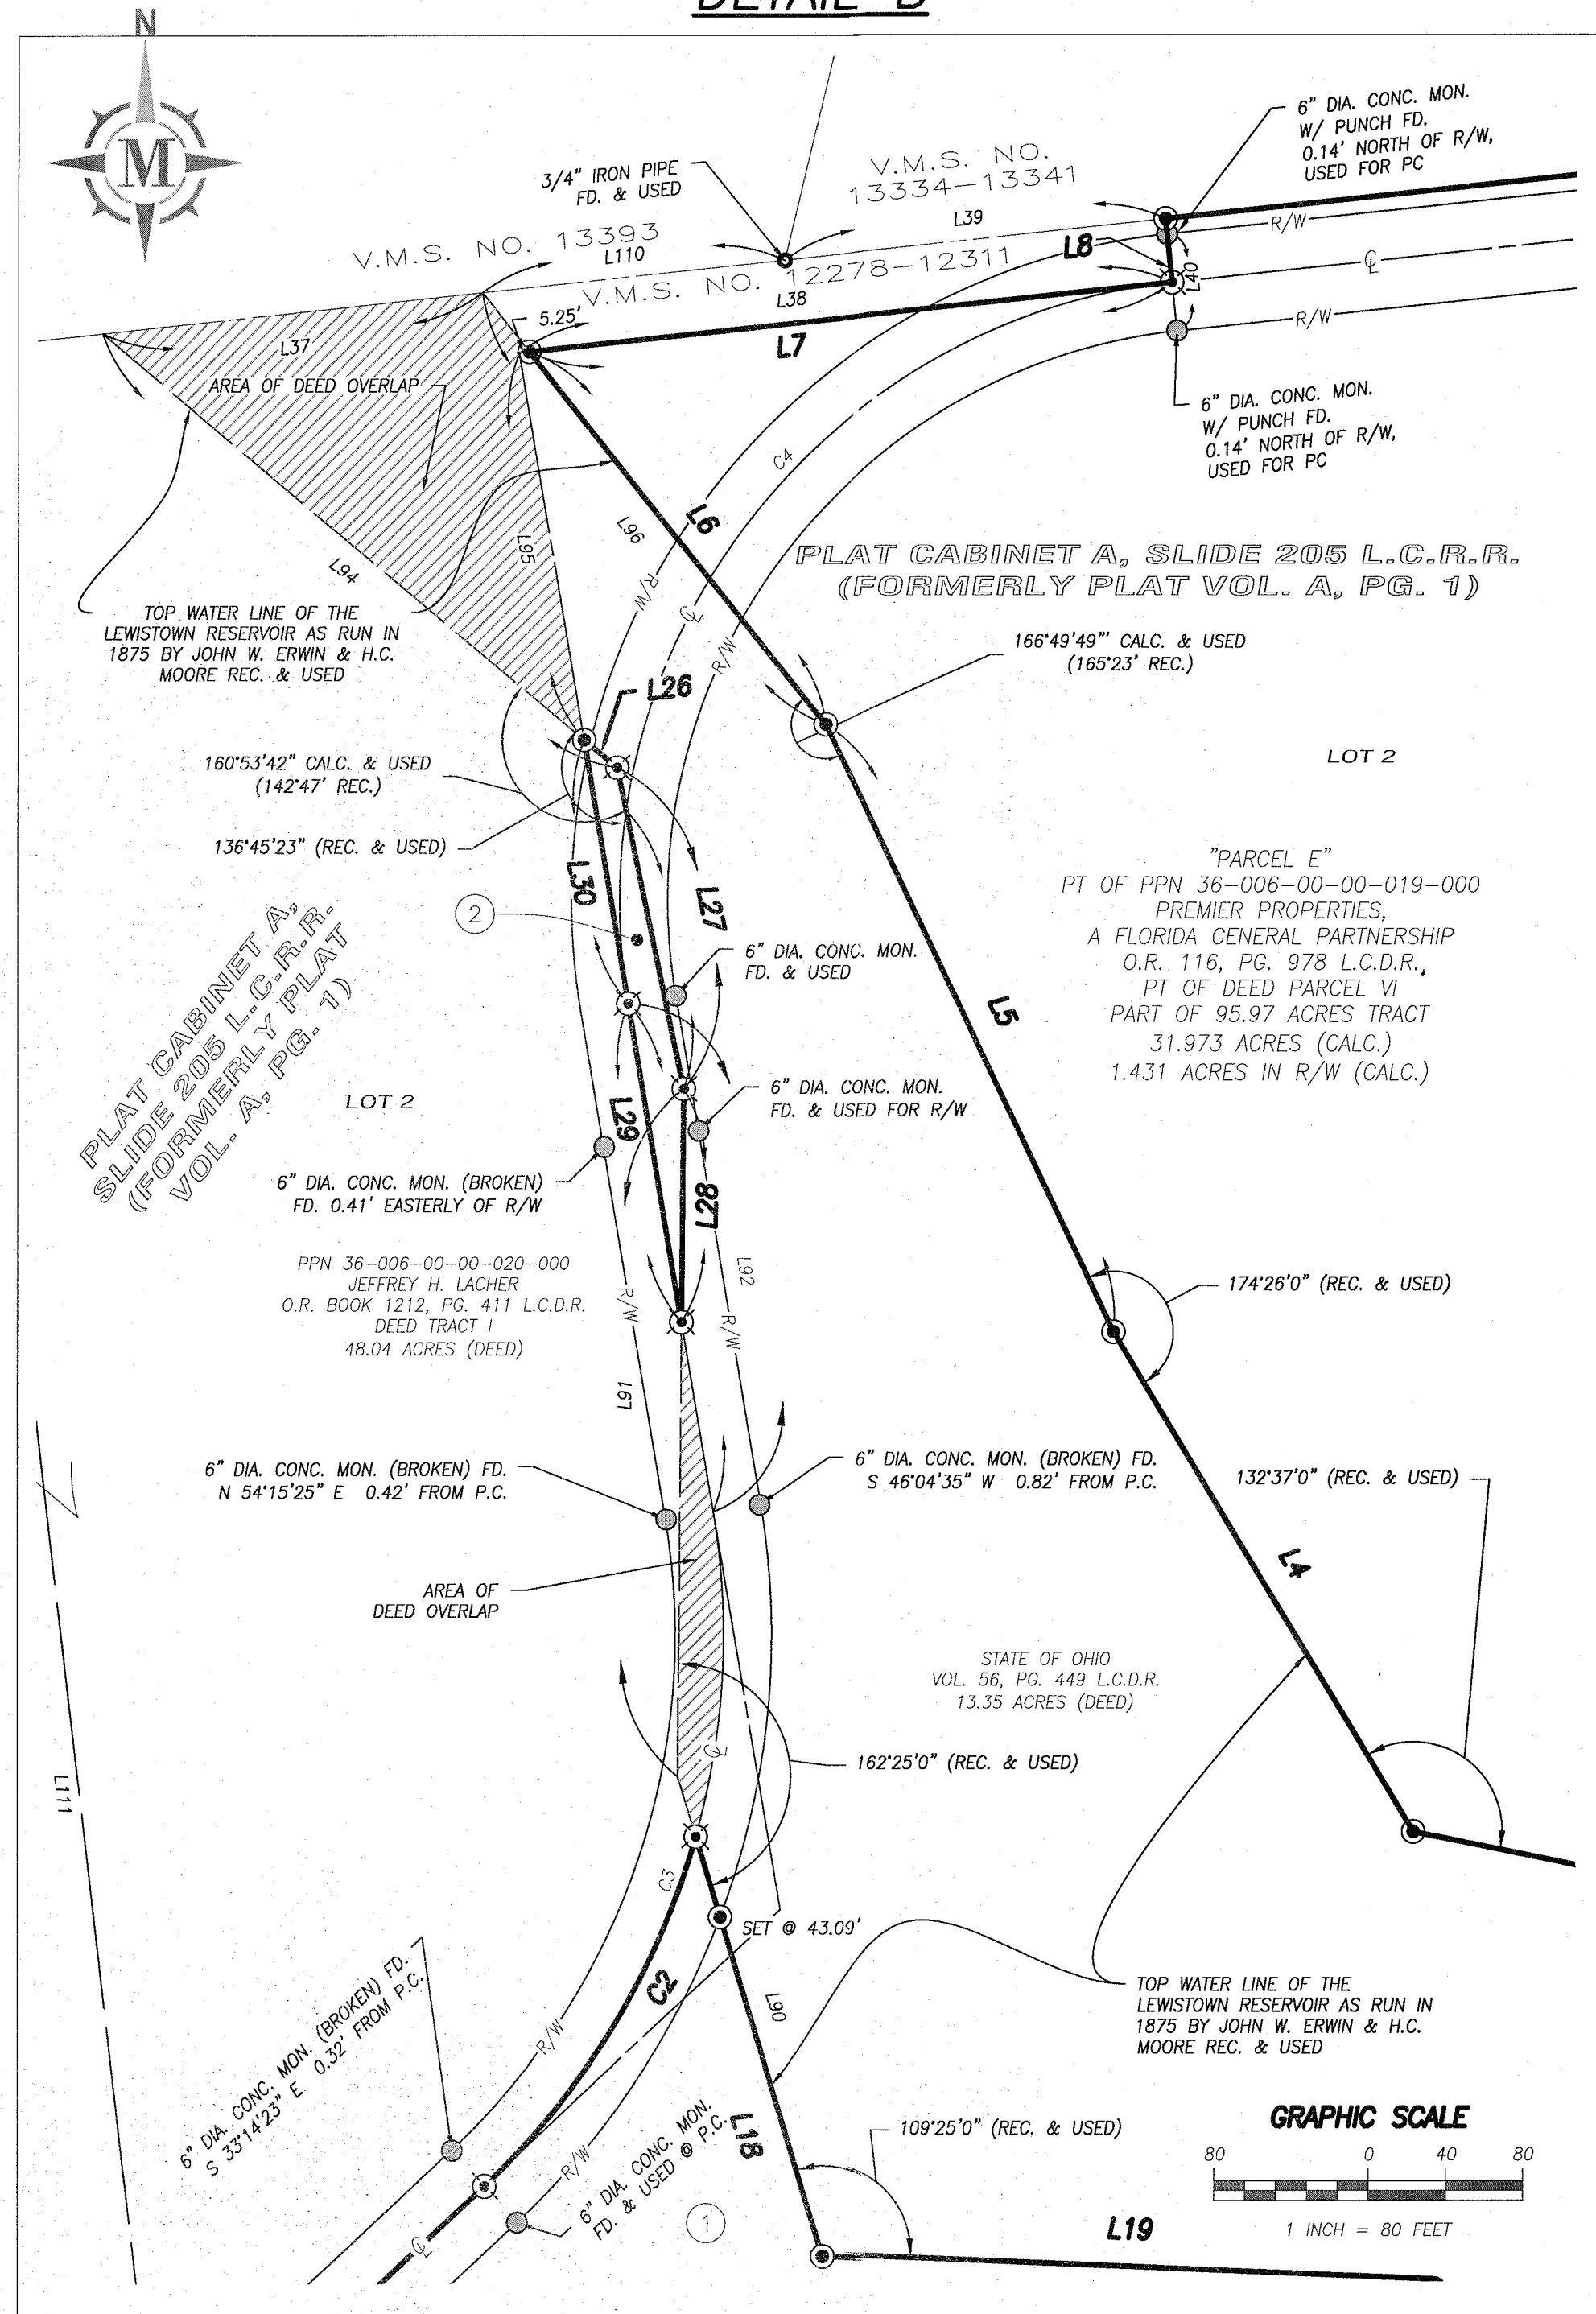 DETAIL "B"
N
M
6" DIA. CONC. MON.
W/ PUNCH FD.
0.14' NORTH OF R/W,
USED FOR PC
3/4" IRON PIPE
FD. & USED
V.M.S. NO.
13334-13341
L39
V.M.S. NO. 13393
L110
L8
R/W
V.M.S. NO. 12278-12311
L38
L40
℄
5.25'
L7
R/W
L37
AREA OF DEED OVERLAP
6" DIA. CONC. MON.
W/ PUNCH FD.
0.14' NORTH OF R/W,
USED FOR PC
C4
L96
L6
L95
L94
R/W
℄
R/W
PLAT CABINET A, SLIDE 205 L.C.R.R.
(FORMERLY PLAT VOL. A, PG. 1)
TOP WATER LINE OF THE
LEWISTOWN RESERVOIR AS RUN IN
1875 BY JOHN W. ERWIN & H.C.
MOORE REC. & USED
166°49'49"' CALC. & USED
(165°23' REC.)
L26
LOT 2
160°53'42" CALC. & USED
(142°47' REC.)
136°45'23" (REC. & USED)
L30
L27
2
"PARCEL E"
PT OF PPN 36-006-00-00-019-000
PREMIER PROPERTIES,
A FLORIDA GENERAL PARTNERSHIP
O.R. 116, PG. 978 L.C.D.R.,
PT OF DEED PARCEL VI
PART OF 95.97 ACRES TRACT
31.973 ACRES (CALC.)
1.431 ACRES IN R/W (CALC.)
6" DIA. CONC. MON.
FD. & USED
L5
PLAT CABINET A,
SLIDE 205 L.C.R.R.
(FORMERLY PLAT
VOL. A, PG. 1)
LOT 2
L29
6" DIA. CONC. MON.
FD. & USED FOR R/W
6" DIA. CONC. MON. (BROKEN)
FD. 0.41' EASTERLY OF R/W
L28
L92
PPN 36-006-00-00-020-000
JEFFREY H. LACHER
O.R. BOOK 1212, PG. 411 L.C.D.R.
DEED TRACT I
48.04 ACRES (DEED)
R/W
R/W
174°26'0" (REC. & USED)
L91
6" DIA. CONC. MON. (BROKEN) FD.
N 54°15'25" E 0.42' FROM P.C.
6" DIA. CONC. MON. (BROKEN) FD.
S 46°04'35" W 0.82' FROM P.C.
132°37'0" (REC. & USED)
L4
AREA OF
DEED OVERLAP
STATE OF OHIO
VOL. 56, PG. 449 L.C.D.R.
13.35 ACRES (DEED)
℄
162°25'0" (REC. & USED)
L111
C3
SET @ 43.09'
C2
L90
R/W
6" DIA. CONC. MON. (BROKEN) FD.
S 33°14'23" E 0.32' FROM P.C.
TOP WATER LINE OF THE
LEWISTOWN RESERVOIR AS RUN IN
1875 BY JOHN W. ERWIN & H.C.
MOORE REC. & USED
R/W
6" DIA. CONC. MON.
FD. & USED @ P.C.
L18
109°25'0" (REC. & USED)
1
℄
L19
GRAPHIC SCALE
80 0 40 80
1 INCH = 80 FEET